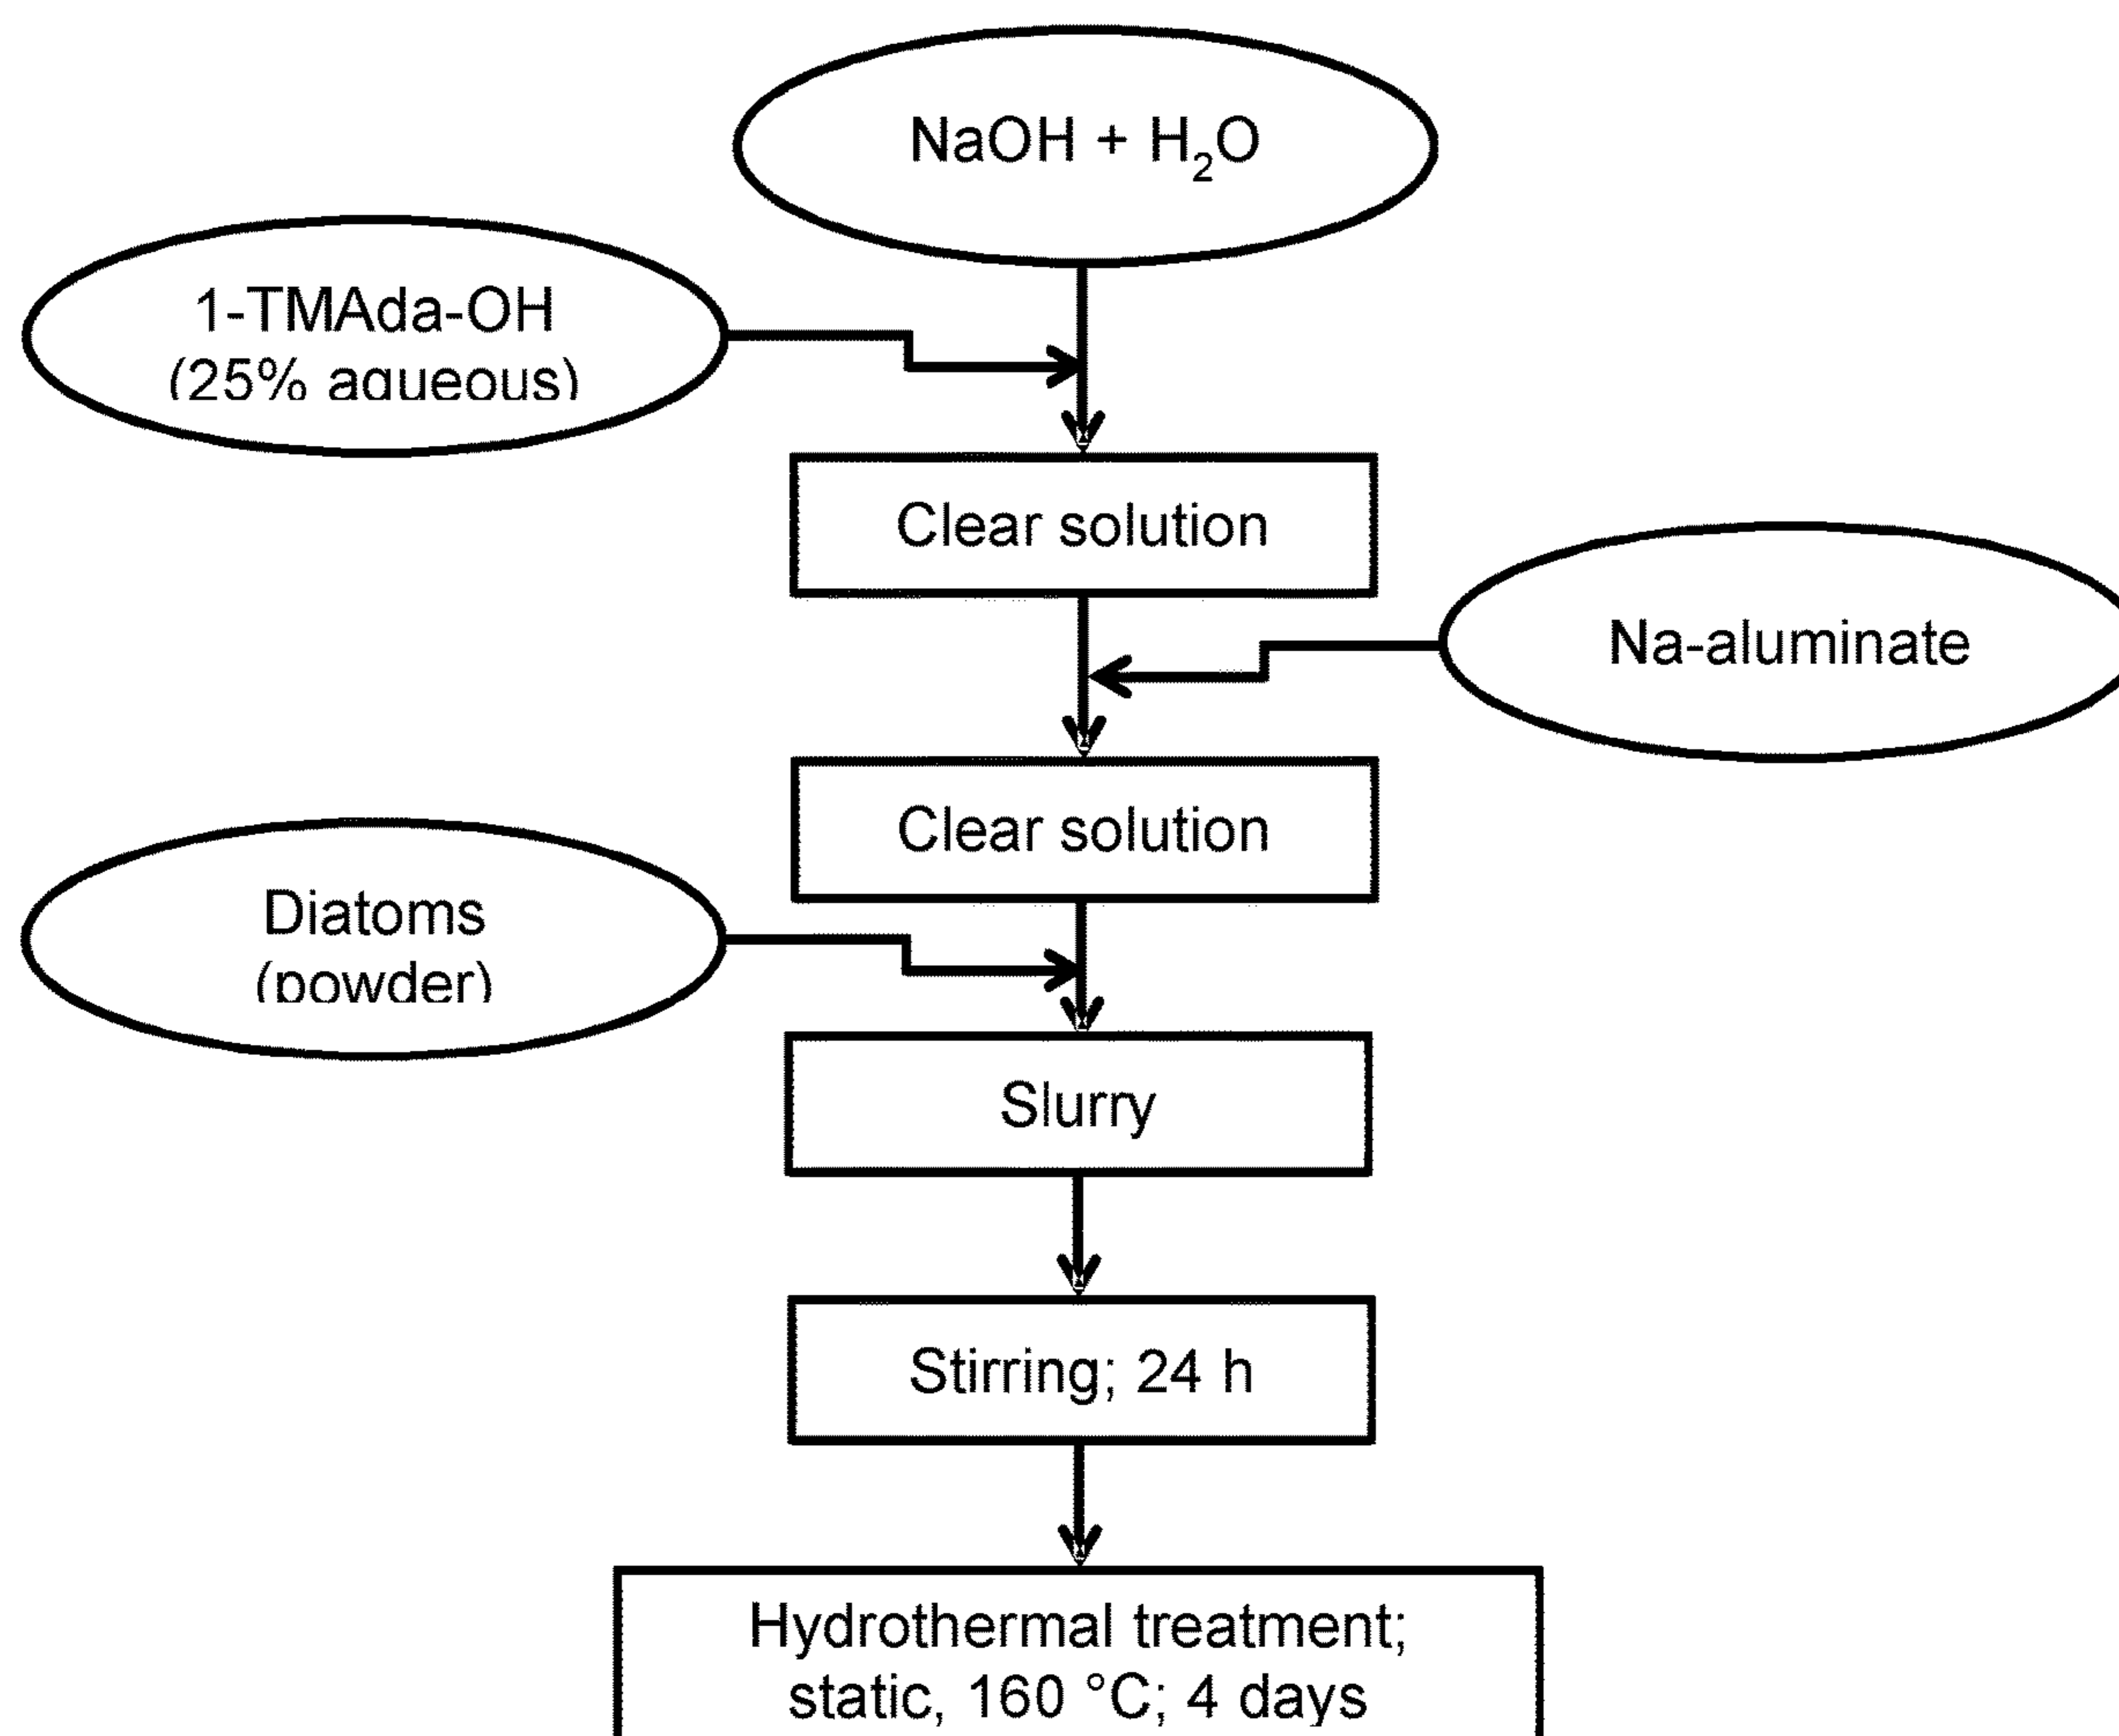 NaOH + H₂O
1-TMAda-OH
(25% aqueous)
Clear solution
Na-aluminate
Clear solution
Diatoms
(powder)
Slurry
Stirring; 24 h
Hydrothermal treatment;
static, 160 °C; 4 days